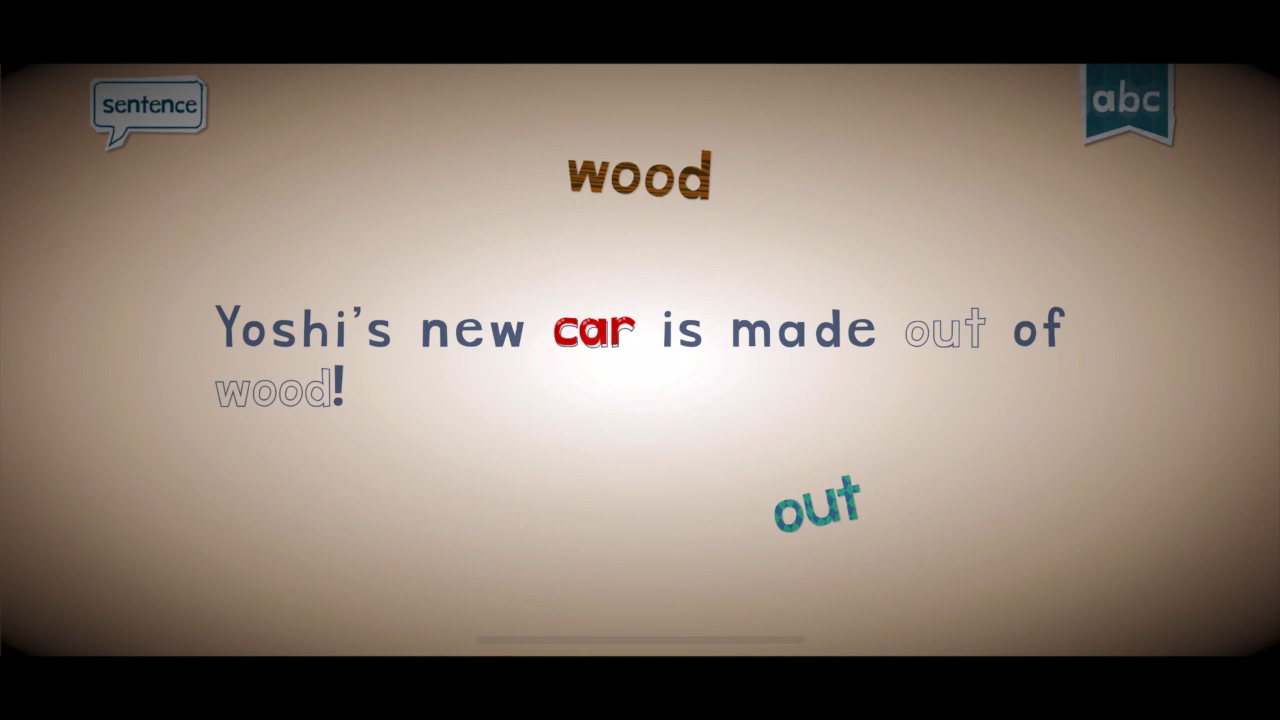 sentence
abc
wood
Yoshi's new car is made out of
wood!
out